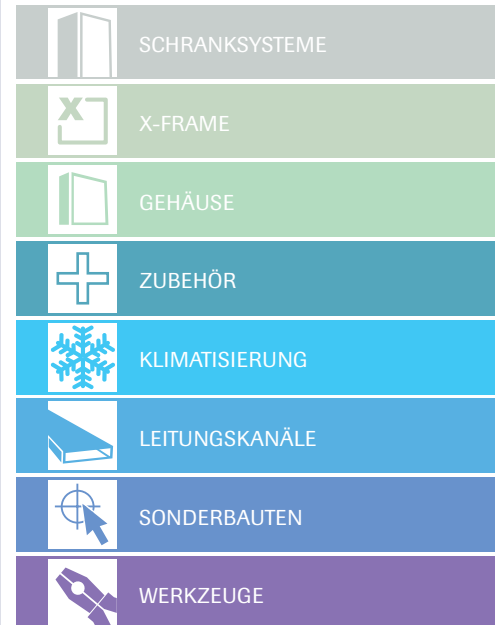 SCHRANKSYSTEME
X-FRAME
GEHÄUSE
ZUBEHÖR
KLIMATISIERUNG
LEITUNGSKANÄLE
SONDERBAUTEN
WERKZEUGE